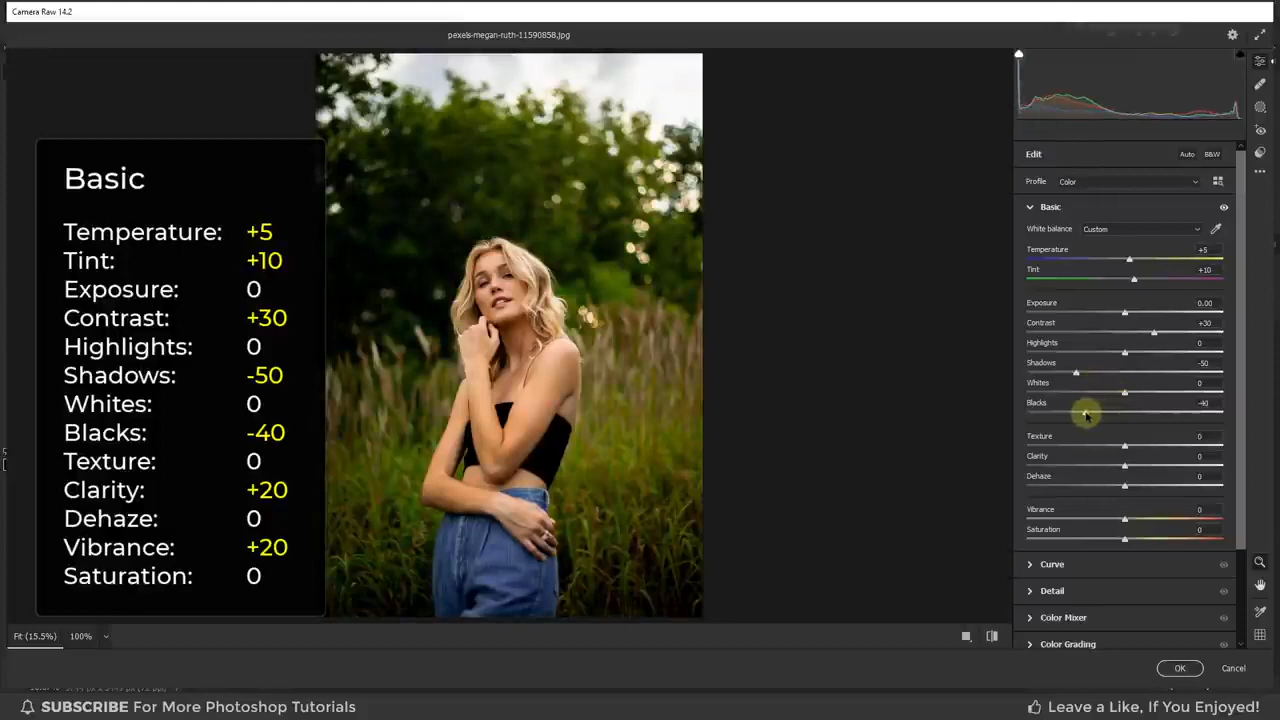 Camera Raw 14.2
pexels-megan-ruth-11590858.jpg
Basic
Temperature: +5
Tint: +10
Exposure: 0
Contrast: +30
Highlights: 0
Shadows: -50
Whites: 0
Blacks: -40
Texture: 0
Clarity: +20
Dehaze: 0
Vibrance: +20
Saturation: 0
Edit Auto B&W
Profile Color
Basic
White balance Custom
Temperature +5
Tint +10
Exposure 0.00
Contrast +30
Highlights 0
Shadows -50
Whites 0
Blacks
Texture 0
Clarity 0
Dehaze 0
Vibrance 0
Saturation 0
Curve
Detail
Color Mixer
Color Grading
Fit (15.5%) 100%
OK Cancel
SUBSCRIBE For More Photoshop Tutorials
Leave a Like, If You Enjoyed!